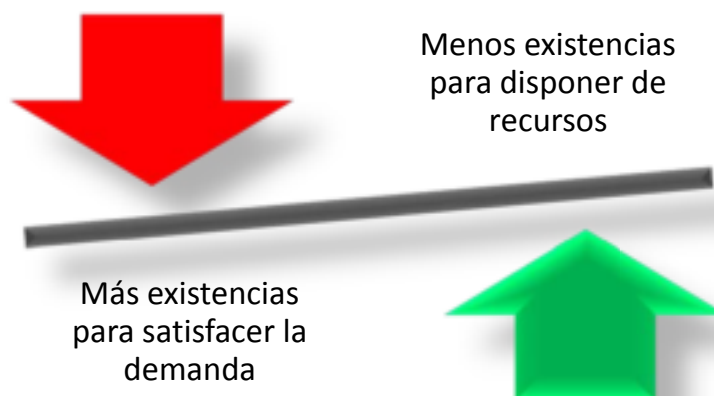 Menos existencias
para disponer de
recursos
Más existencias
para satisfacer la
demanda